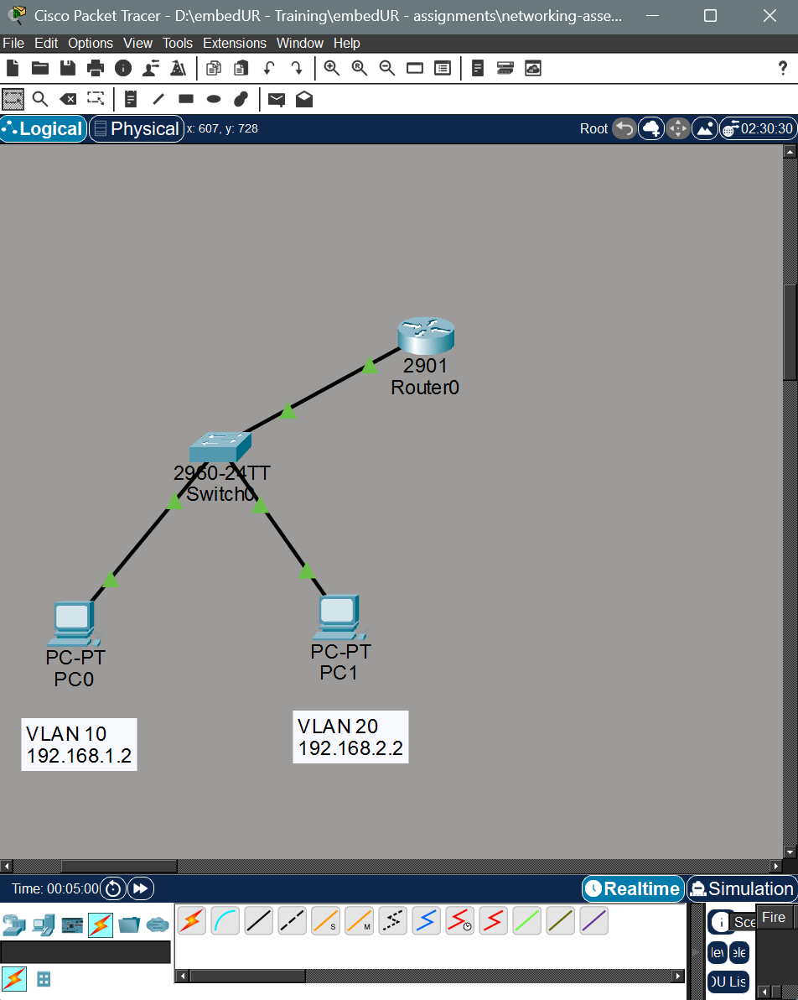 Cisco Packet Tracer - D:\embedUR - Training\embedUR - assignments\networking-asse...
File Edit Options View Tools Extensions Window Help
?
Logical Physical x: 607, y: 728 Root 02:30:30
2901
Router0
2960-24TT
Switch0
PC-PT
PC0
PC-PT
PC1
VLAN 10
192.168.1.2
VLAN 20
192.168.2.2
Time: 00:05:00 Realtime Simulation
S M
Sce Fire
ele
DU Lis